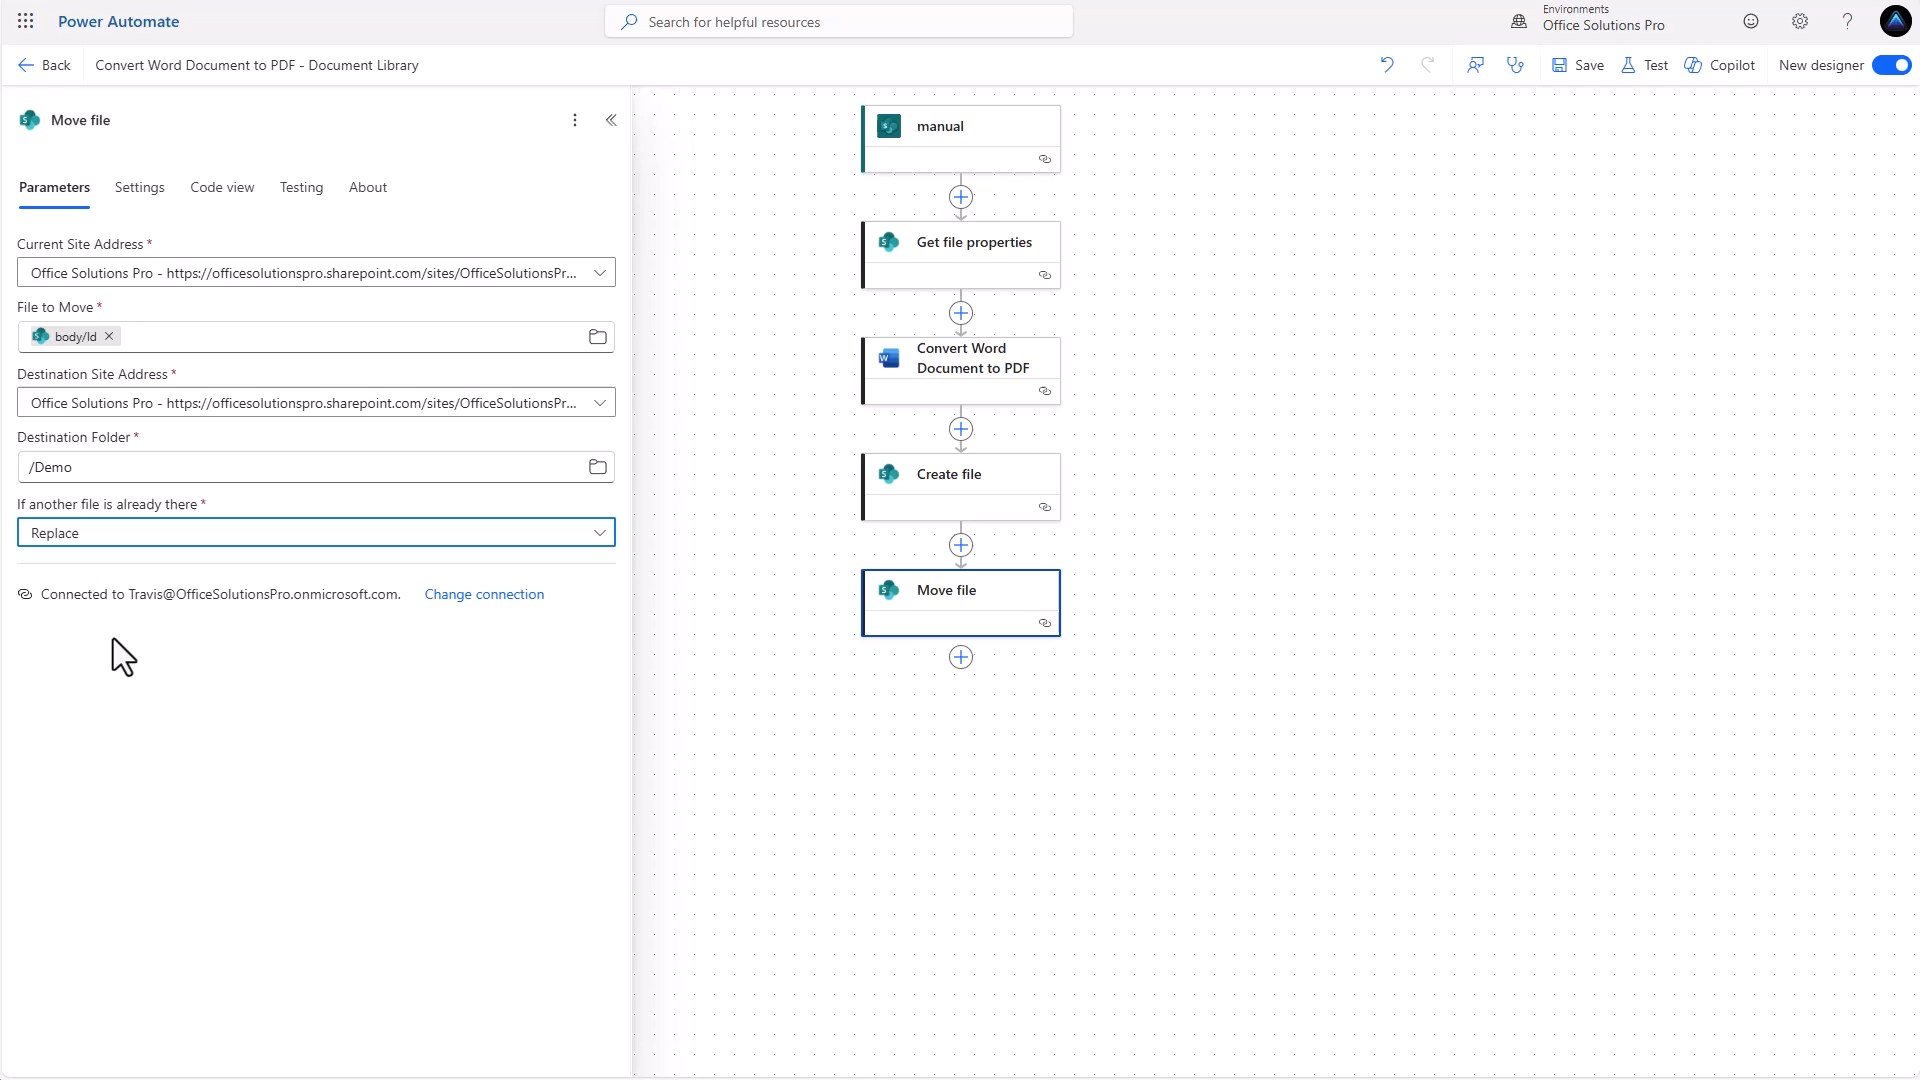 Power Automate
Search for helpful resources
Environments
Office Solutions Pro
Back
Convert Word Document to PDF - Document Library
Save
Test
Copilot
New designer
Move file
Parameters
Settings
Code view
Testing
About
Current Site Address *
Office Solutions Pro - https://officesolutionspro.sharepoint.com/sites/OfficeSolutionsPr...
File to Move *
body/Id
Destination Site Address *
Office Solutions Pro - https://officesolutionspro.sharepoint.com/sites/OfficeSolutionsPr...
Destination Folder *
/Demo
If another file is already there *
Replace
Connected to Travis@OfficeSolutionsPro.onmicrosoft.com.
Change connection
manual
Get file properties
Convert Word
Document to PDF
Create file
Move file